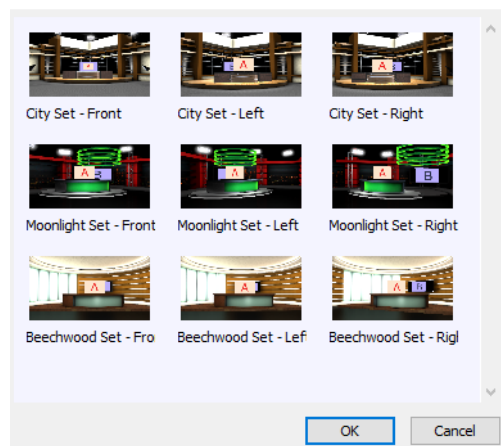 City Set - Front
A
City Set - Left
A
City Set - Right
A B
Moonlight Set - Front
A
Moonlight Set - Left
A B
Moonlight Set - Right
A
Beechwood Set - Fro
A
Beechwood Set - Lef
A B
Beechwood Set - Rigl
OK Cancel